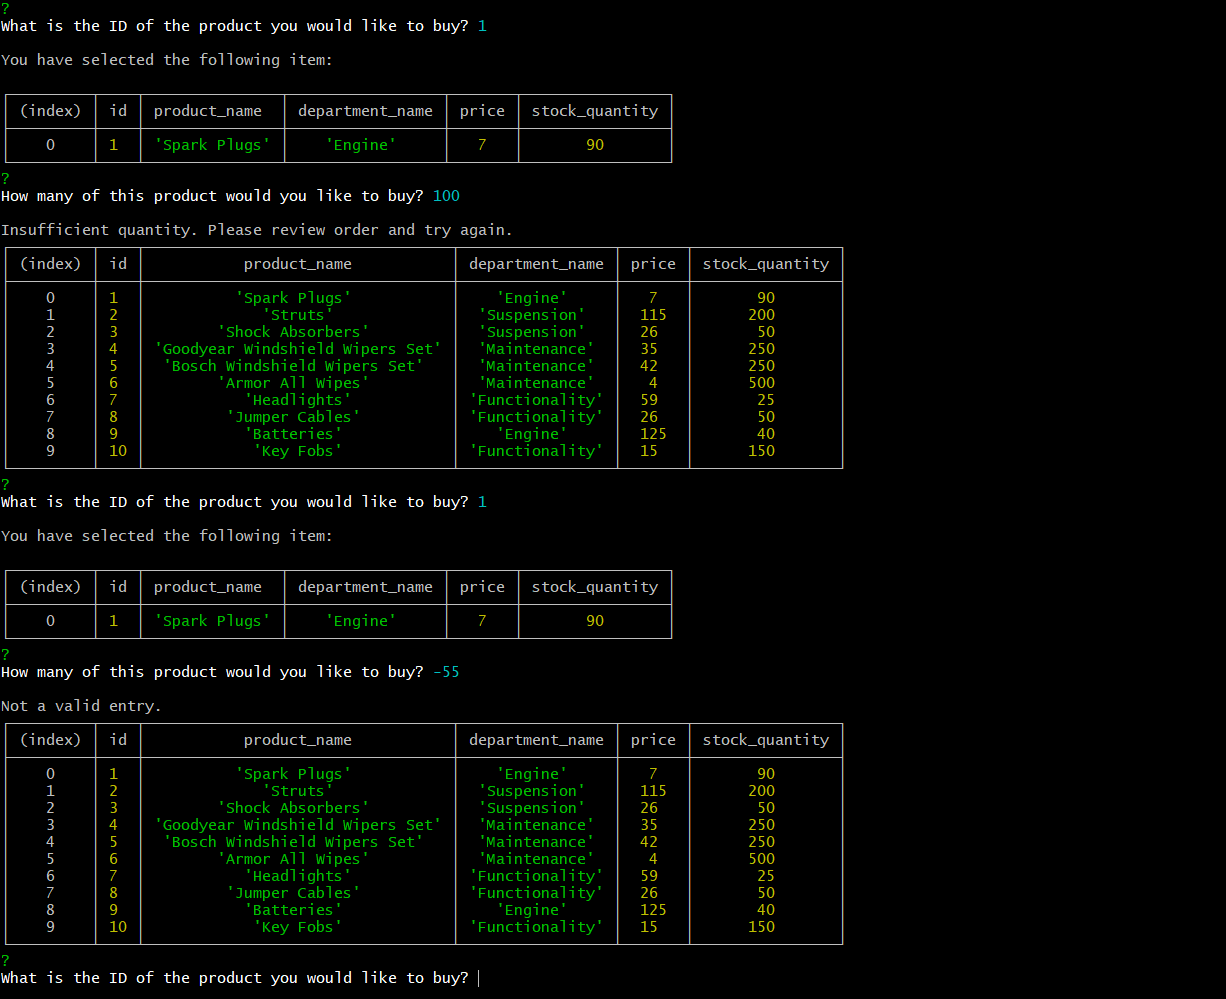 ?
What is the ID of the product you would like to buy? 1
You have selected the following item:
(index) id product_name department_name price stock_quantity
0 1 'Spark Plugs' 'Engine' 7 90
?
How many of this product would you like to buy? 100
Insufficient quantity. Please review order and try again.
(index) id product_name department_name price stock_quantity
0 1 'Spark Plugs' 'Engine' 7 90
1 2 'Struts' 'Suspension' 115 200
2 3 'Shock Absorbers' 'Suspension' 26 50
3 4 'Goodyear Windshield Wipers Set' 'Maintenance' 35 250
4 5 'Bosch Windshield Wipers Set' 'Maintenance' 42 250
5 6 'Armor All Wipes' 'Maintenance' 4 500
6 7 'Headlights' 'Functionality' 59 25
7 8 'Jumper Cables' 'Functionality' 26 50
8 9 'Batteries' 'Engine' 125 40
9 10 'Key Fobs' 'Functionality' 15 150
?
What is the ID of the product you would like to buy? 1
You have selected the following item:
(index) id product_name department_name price stock_quantity
0 1 'Spark Plugs' 'Engine' 7 90
?
How many of this product would you like to buy? -55
Not a valid entry.
(index) id product_name department_name price stock_quantity
0 1 'Spark Plugs' 'Engine' 7 90
1 2 'Struts' 'Suspension' 115 200
2 3 'Shock Absorbers' 'Suspension' 26 50
3 4 'Goodyear Windshield Wipers Set' 'Maintenance' 35 250
4 5 'Bosch Windshield Wipers Set' 'Maintenance' 42 250
5 6 'Armor All Wipes' 'Maintenance' 4 500
6 7 'Headlights' 'Functionality' 59 25
7 8 'Jumper Cables' 'Functionality' 26 50
8 9 'Batteries' 'Engine' 125 40
9 10 'Key Fobs' 'Functionality' 15 150
?
What is the ID of the product you would like to buy?